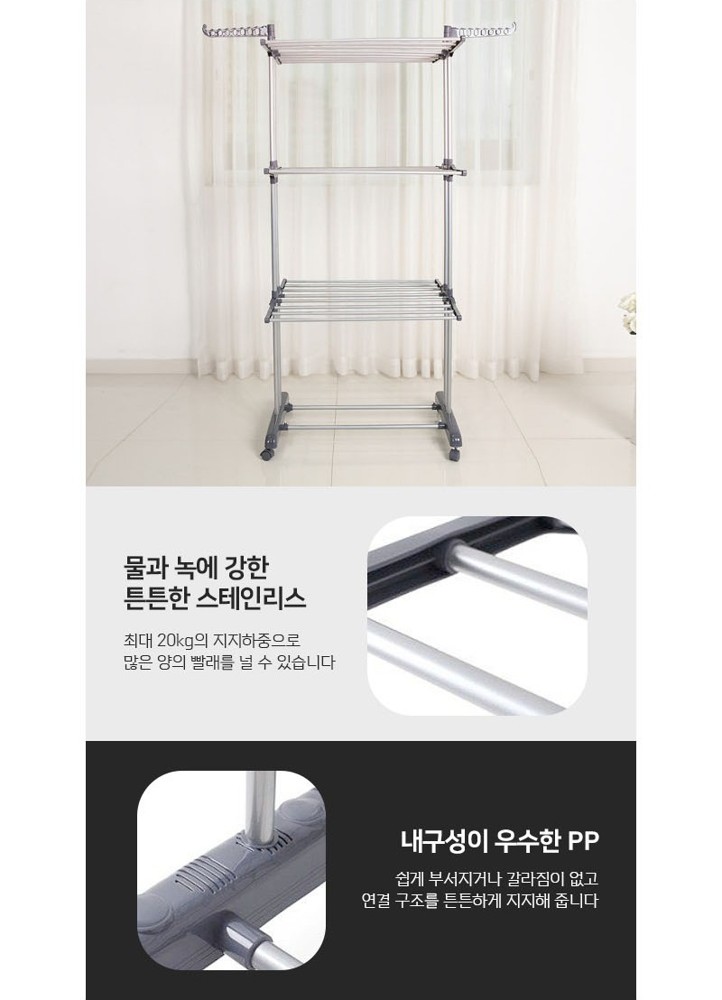 물과 녹에 강한
튼튼한 스테인리스
최대 20kg의 지지하중으로
많은 양의 빨래를 널 수 있습니다
내구성이 우수한 PP
쉽게 부서지거나 갈라짐이 없고
연결 구조를 튼튼하게 지지해 줍니다